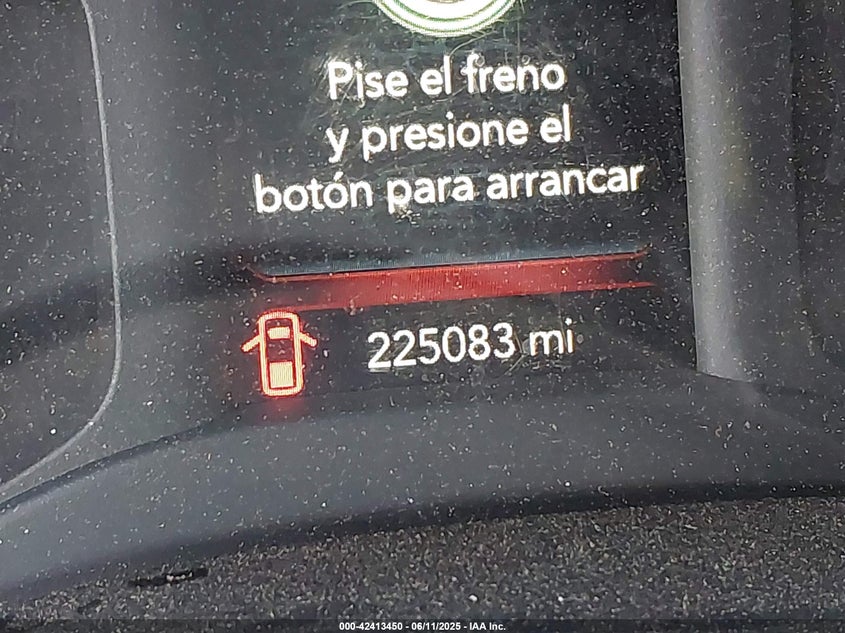 Pise el freno
y presione el
botón para arrancar
225083 mi
000-42413450 - 06/11/2025 - IAA Inc.